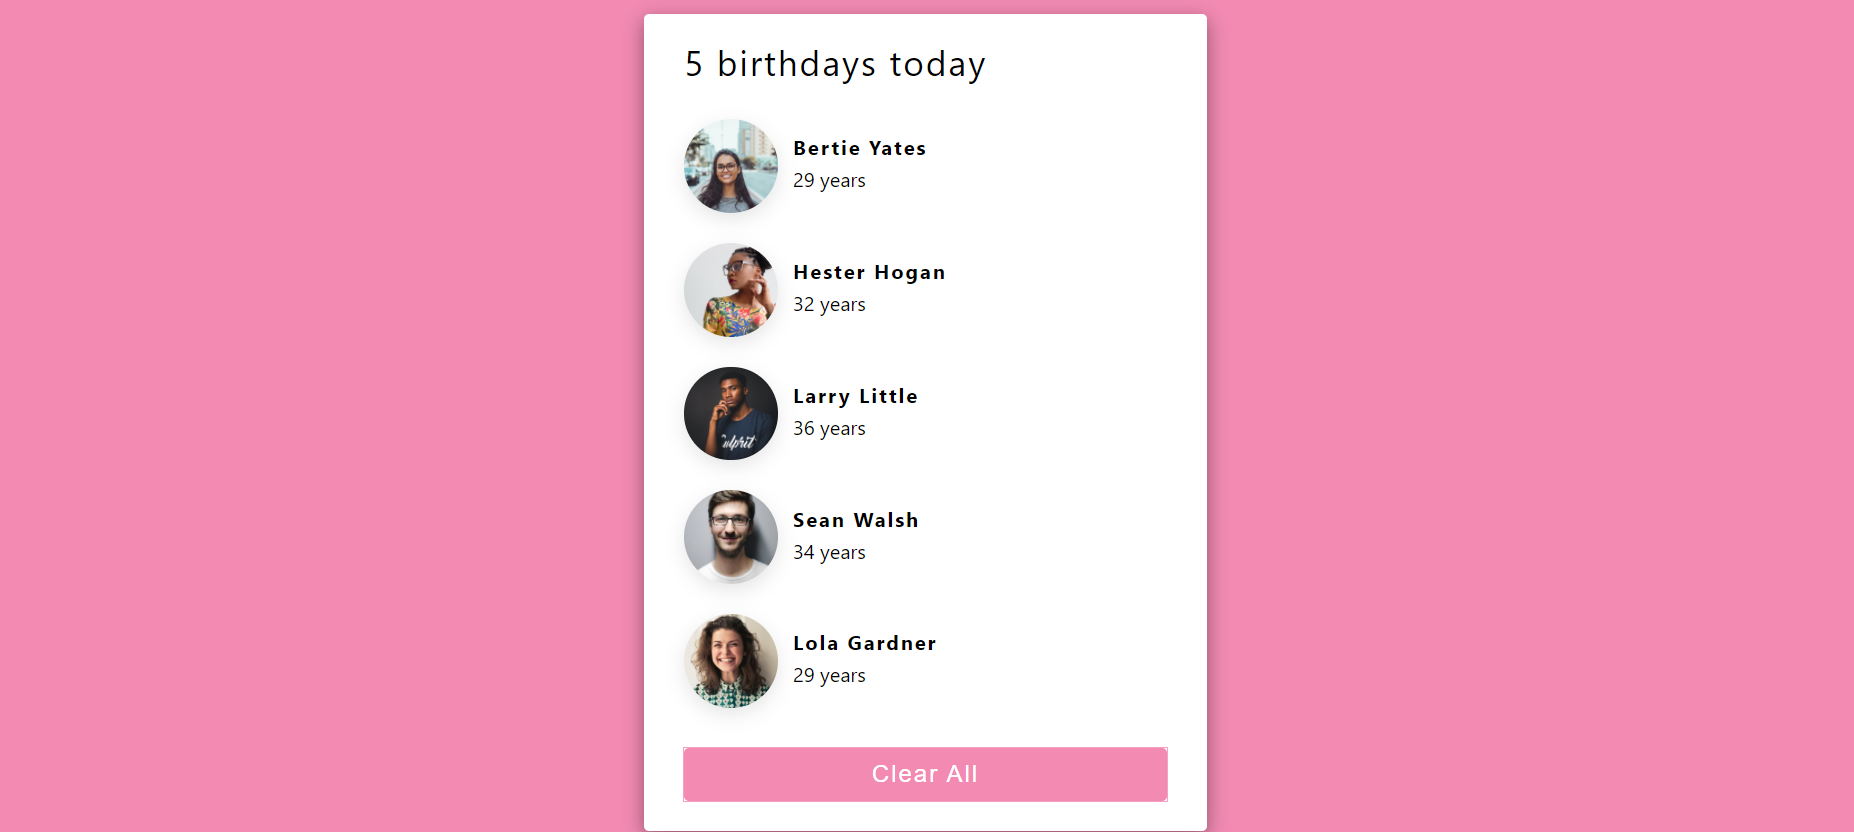 5 birthdays today
Bertie Yates
29 years
Hester Hogan
32 years
Larry Little
36 years
Culprit
Sean Walsh
34 years
Lola Gardner
29 years
Clear All